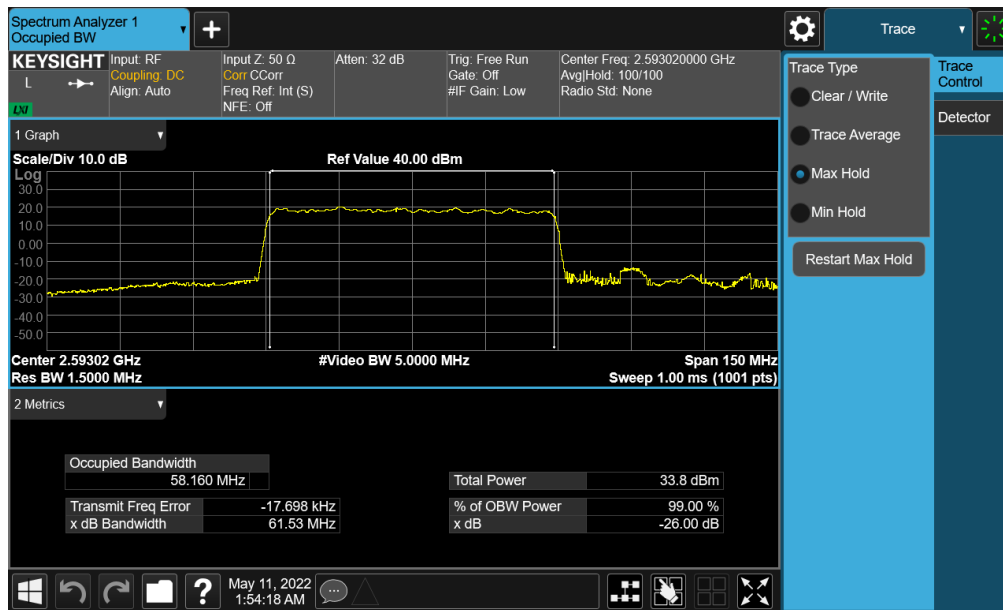 Spectrum Analyzer 1
Occupied BW
+
Trace
KEYSIGHT
L
LXI
Input: RF
Coupling: DC
Align: Auto
Input Z: 50 Ω
Corr CCorr
Freq Ref: Int (S)
NFE: Off
Atten: 32 dB
Trig: Free Run
Gate: Off
#IF Gain: Low
Center Freq: 2.593020000 GHz
Avg|Hold: 100/100
Radio Std: None
Trace Type
Clear / Write
Trace Average
Max Hold
Min Hold
Restart Max Hold
Trace
Control
Detector
1 Graph
Scale/Div 10.0 dB
Ref Value 40.00 dBm
Log
30.0
20.0
10.0
0.00
-10.0
-20.0
-30.0
-40.0
-50.0
Center 2.59302 GHz
#Video BW 5.0000 MHz
Span 150 MHz
Res BW 1.5000 MHz
Sweep 1.00 ms (1001 pts)
2 Metrics
Occupied Bandwidth
58.160 MHz
Total Power 33.8 dBm
Transmit Freq Error -17.698 kHz
% of OBW Power 99.00 %
x dB Bandwidth 61.53 MHz
x dB -26.00 dB
?
May 11, 2022
1:54:18 AM